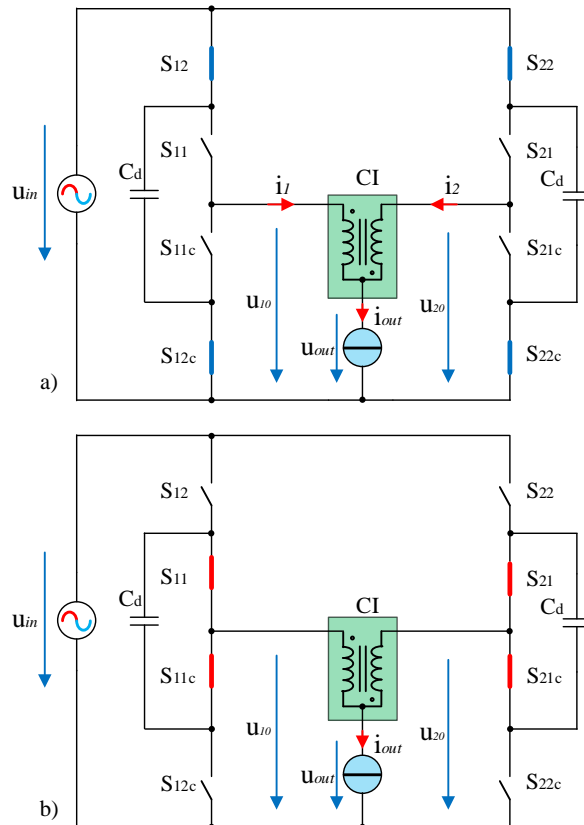 S12 S22
S11 S21
Cd CI Cd
i1 i2
uin
S11c S21c
u10 u20
iout
uout
S12c S22c
a)
S12 S22
S11 S21
Cd CI Cd
uin
S11c S21c
u10 u20
iout
uout
S12c S22c
b)